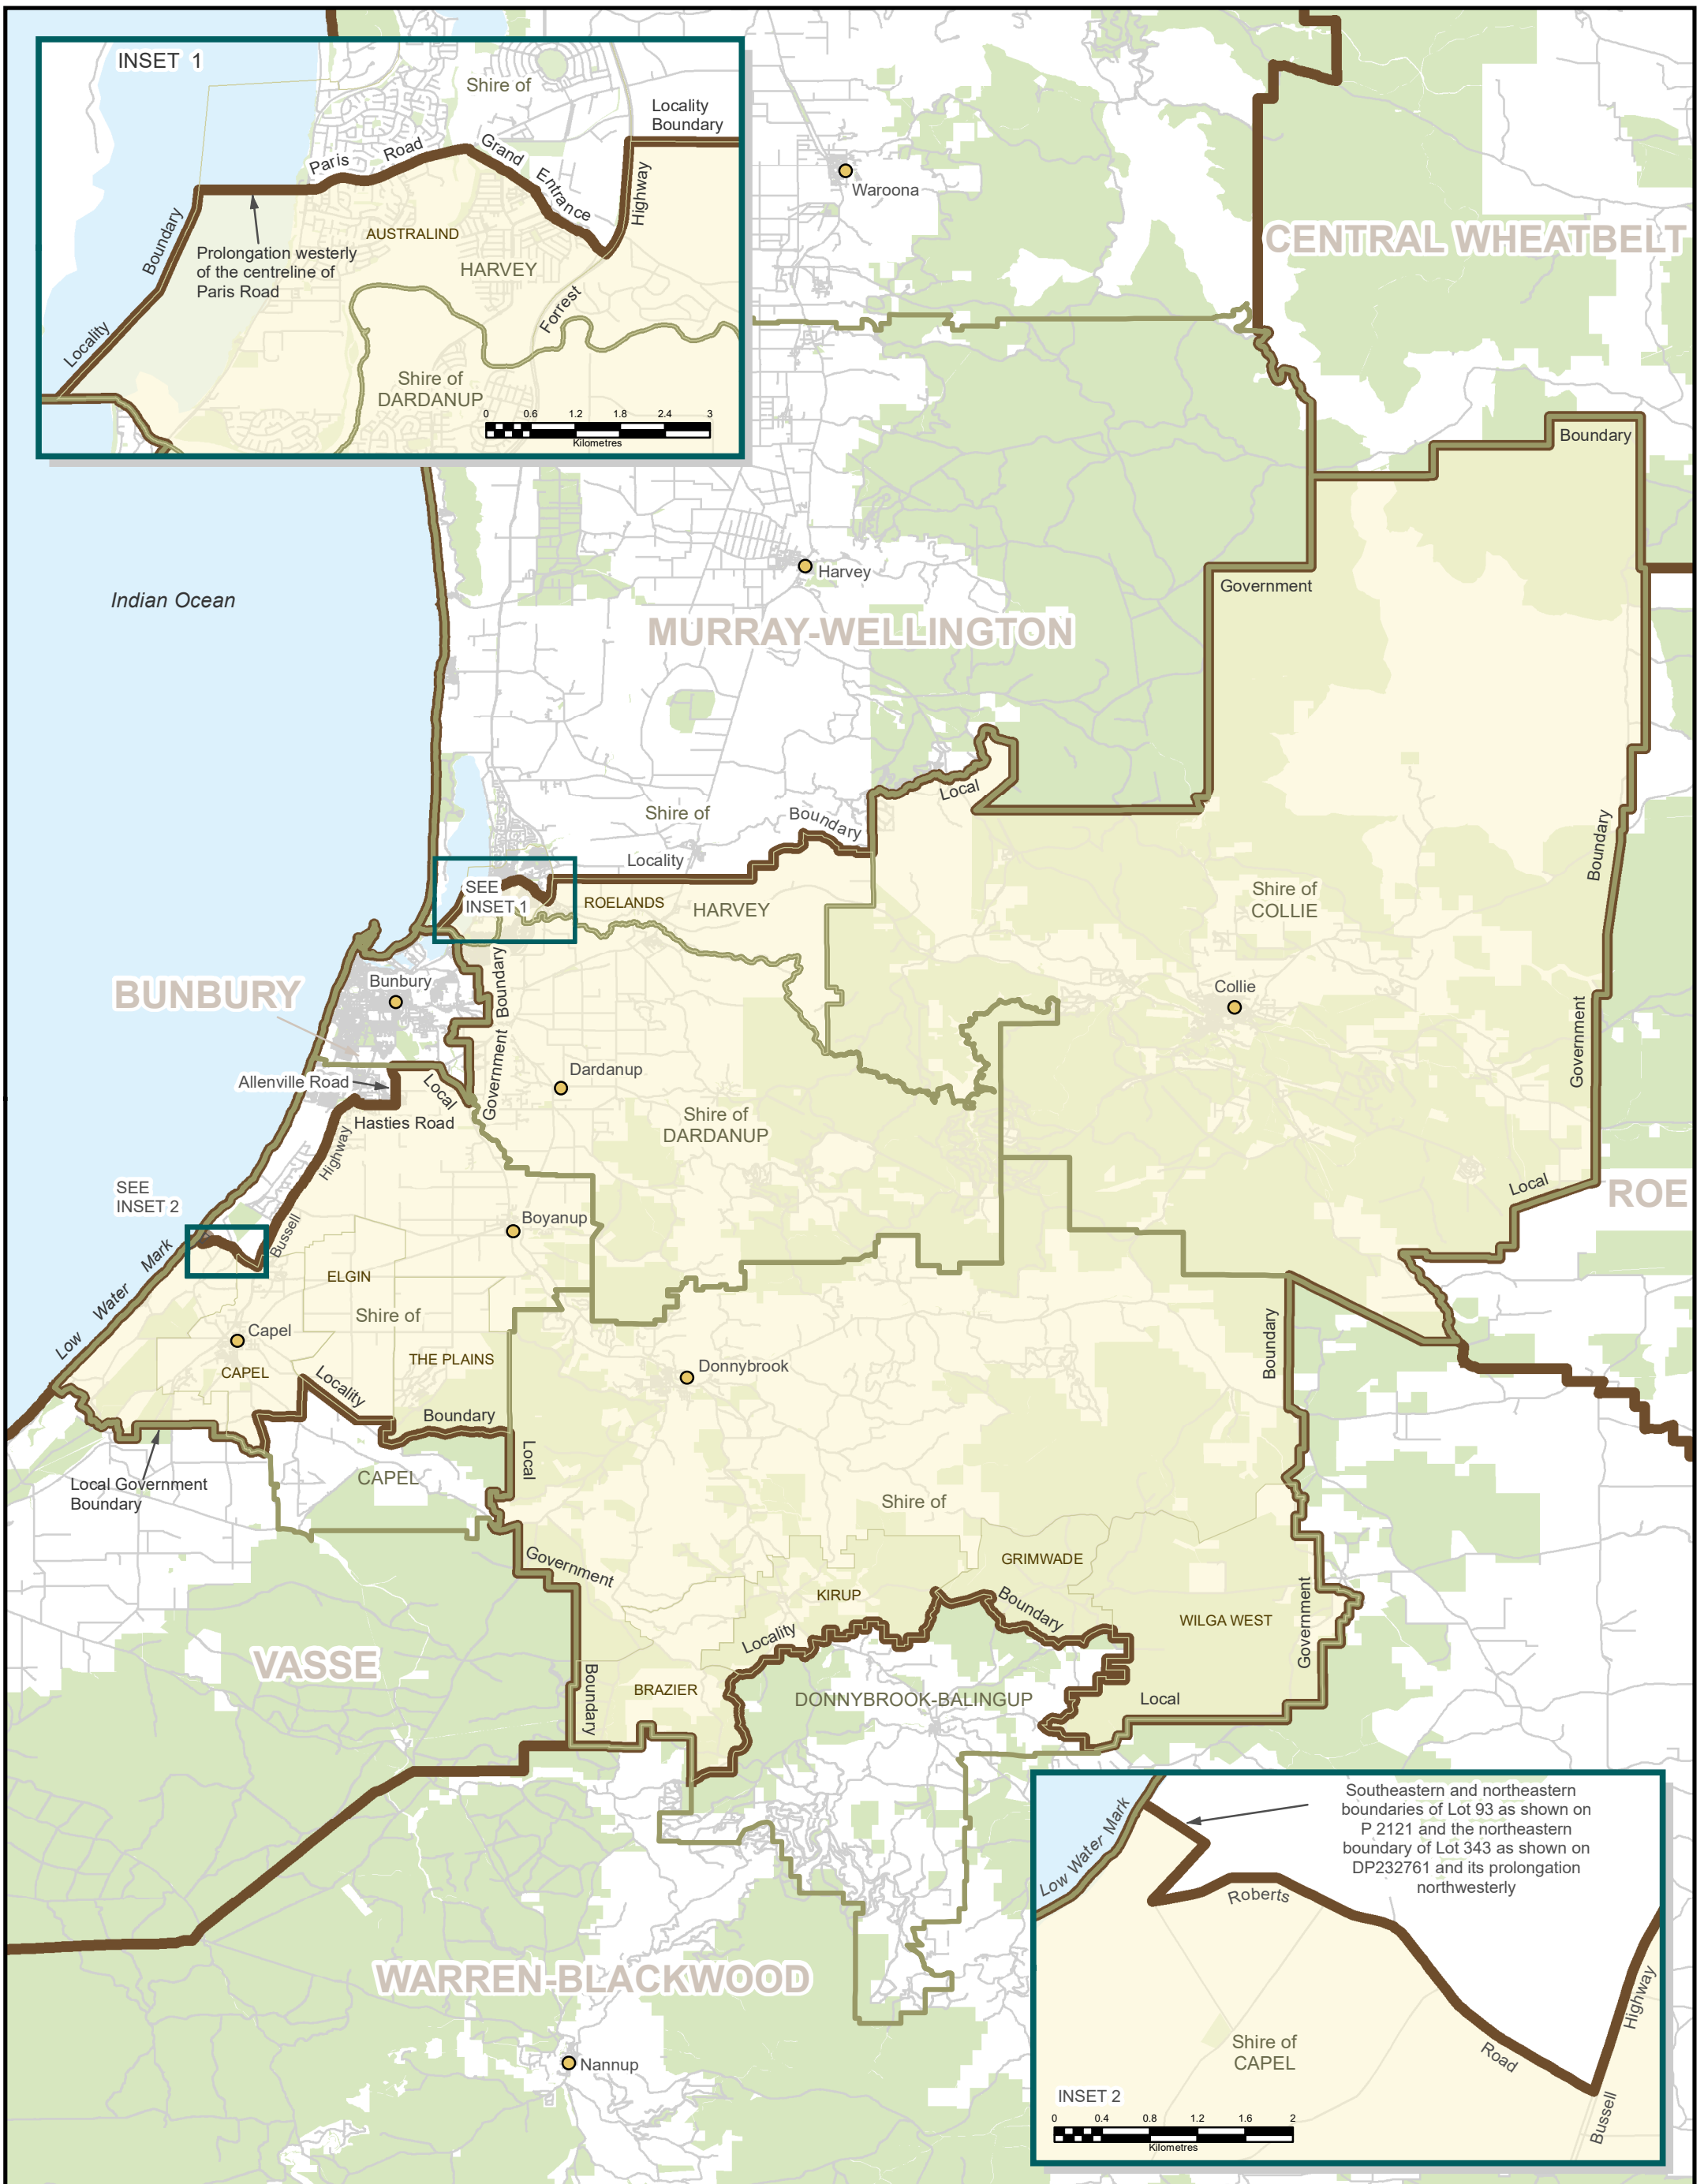 INSET 1
Shire of
Locality
Boundary
Paris Road
Grand
Entrance
Highway
Boundary
AUSTRALIND
Prolongation westerly
of the centreline of
Paris Road
HARVEY
Forrest
Locality
Shire of
DARDANUP
0 0.6 1.2 1.8 2.4 3
Kilometres
Waroona
CENTRAL WHEATBELT
Boundary
Harvey
Government
Indian Ocean
MURRAY-WELLINGTON
Local
Shire of
Boundary
Locality
Boundary
SEE
INSET 1
ROELANDS
HARVEY
Shire of
COLLIE
Boundary
Bunbury
BUNBURY
Collie
Government
Government
Dardanup
Allenville Road
Local
Hasties Road
Shire of
DARDANUP
Highway
SEE
INSET 2
Local
ROE
Boyanup
Bussell
Low Water Mark
ELGIN
Shire of
Capel
Boundary
THE PLAINS
Donnybrook
CAPEL
Locality
Boundary
Local
Local Government
Boundary
CAPEL
Shire of
Government
GRIMWADE
KIRUP
Boundary
Government
WILGA WEST
Locality
VASSE
Boundary
BRAZIER
DONNYBROOK-BALINGUP
Local
WARREN-BLACKWOOD
Nannup
Southeastern and northeastern
boundaries of Lot 93 as shown on
P 2121 and the northeastern
boundary of Lot 343 as shown on
DP232761 and its prolongation
northwesterly
Low Water Mark
Roberts
Highway
Shire of
CAPEL
Road
INSET 2
Bussell
0 0.4 0.8 1.2 1.6 2
Kilometres